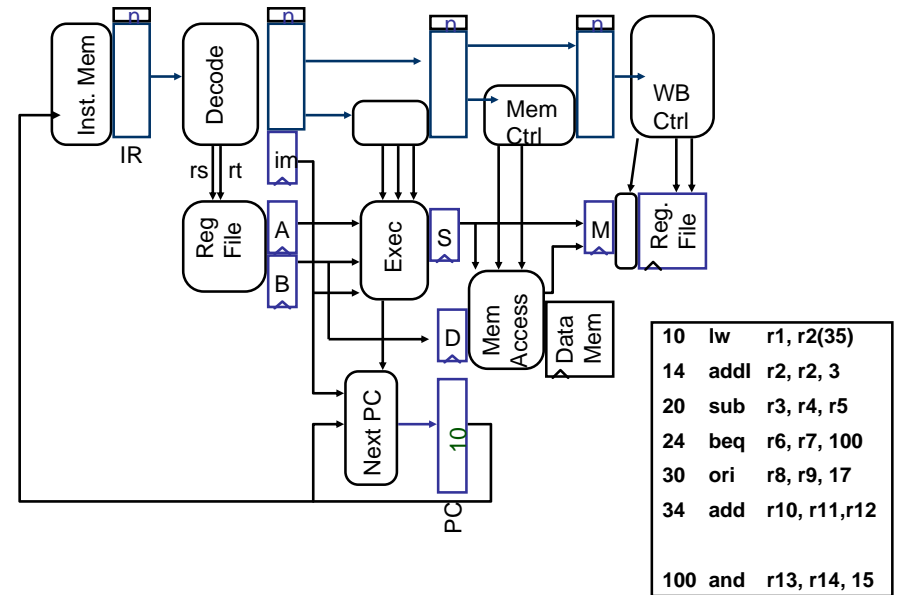 n
n
n
Inst. Mem
Decode
Mem
Ctrl
WB
Ctrl
IR
rs
rt
im
Reg
File
A
B
Exec
S
M
Reg.
File
D
Mem
Access
Data
Mem
Next PC
10
PC
10 lw r1, r2(35)
14 addI r2, r2, 3
20 sub r3, r4, r5
24 beq r6, r7, 100
30 ori r8, r9, 17
34 add r10, r11,r12
100 and r13, r14, 15